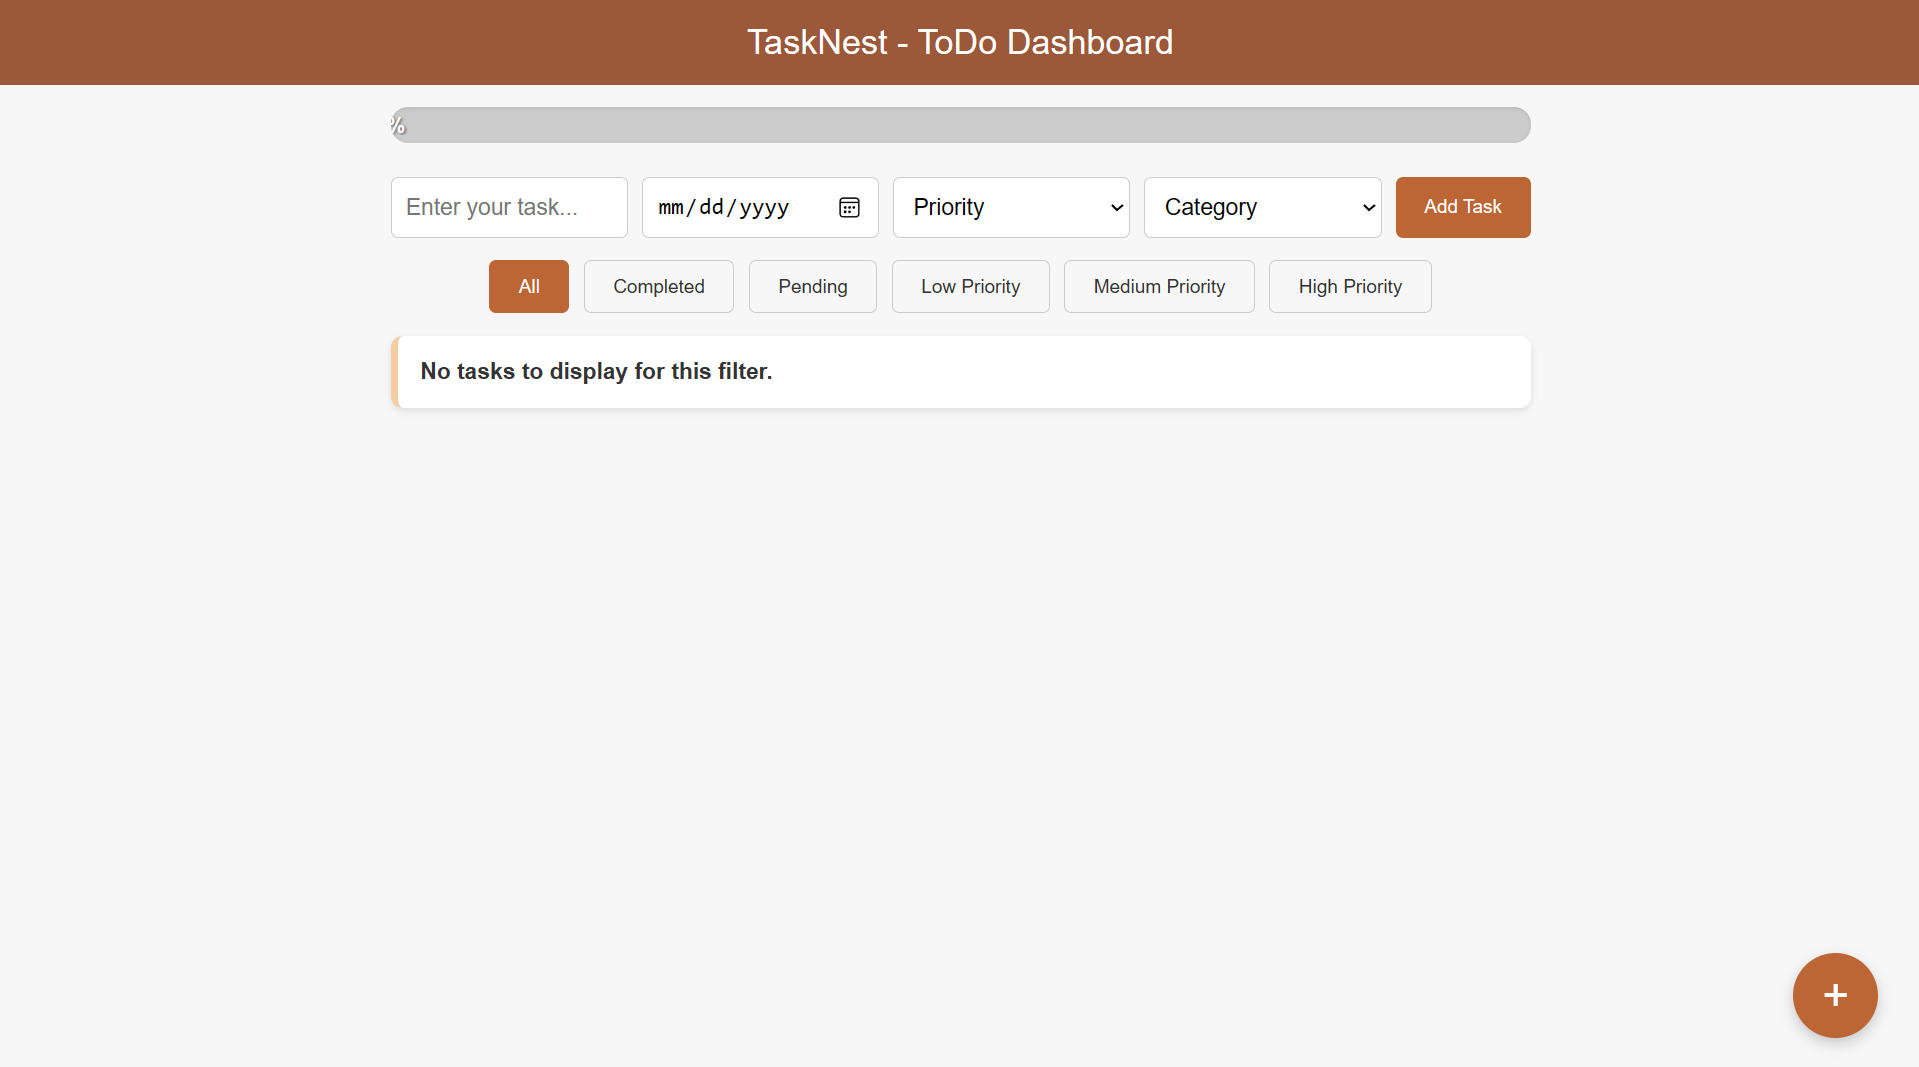 TaskNest - ToDo Dashboard
%
Enter your task... mm/dd/yyyy Priority Category Add Task
All Completed Pending Low Priority Medium Priority High Priority
No tasks to display for this filter.
+